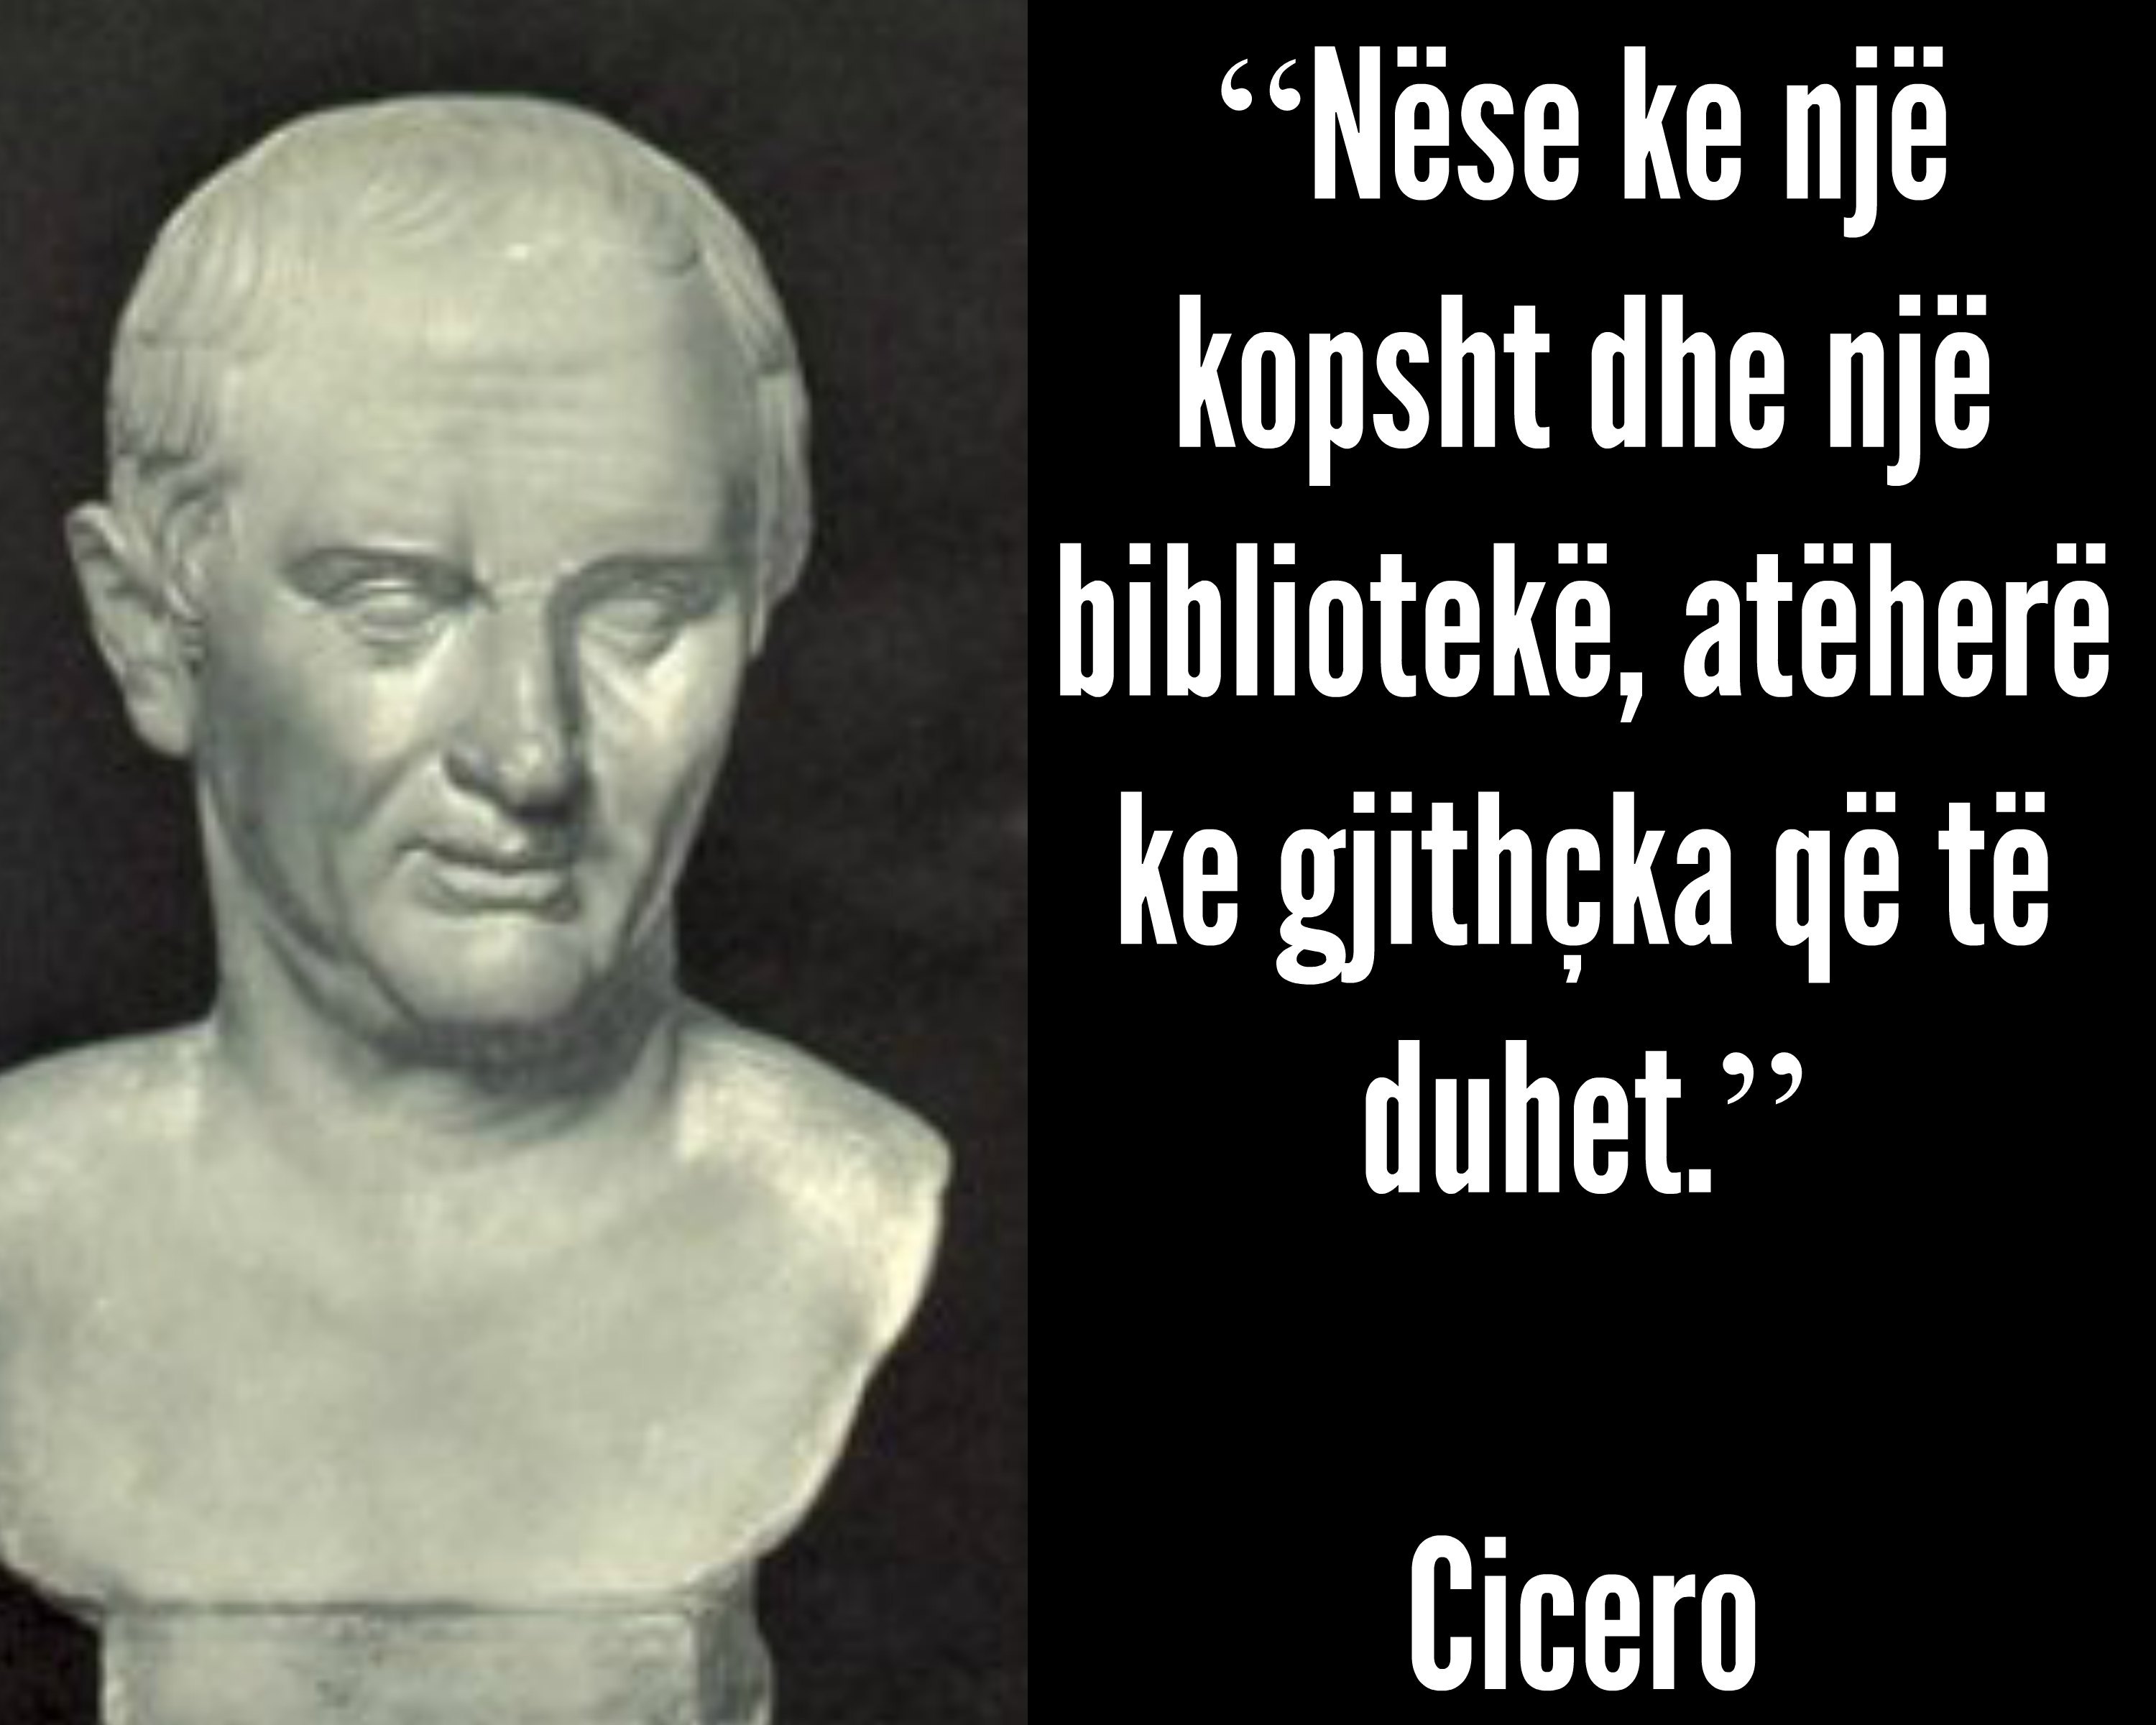 “Nëse ke një
kopsht dhe një
bibliotekë, atëherë
ke gjithçka që të
duhet.”
Cicero